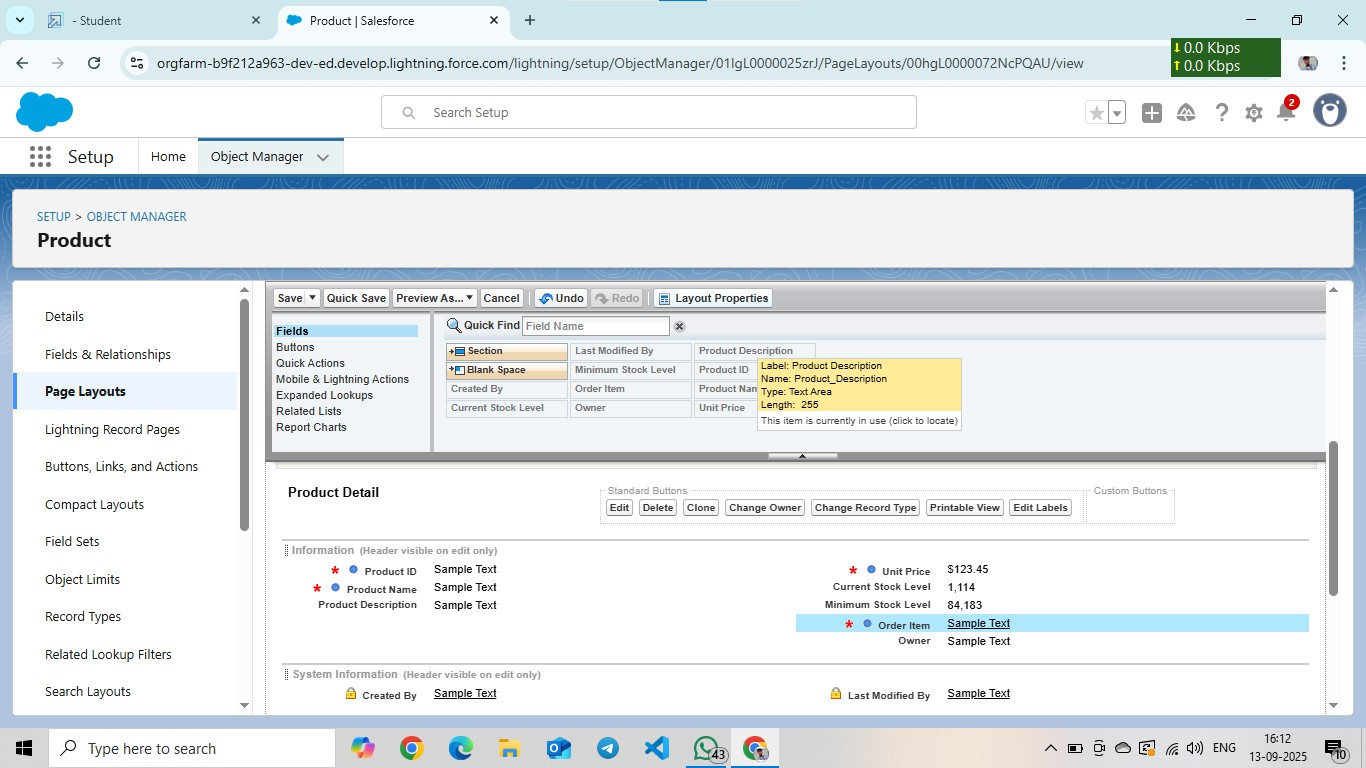 - Student
Product | Salesforce
orgfarm-b9f212a963-dev-ed.develop.lightning.force.com/lightning/setup/ObjectManager/01IgL0000025zrJ/PageLayouts/00hgL0000072NcPQAU/view
0.0 Kbps
0.0 Kbps
Search Setup
2
Setup
Home
Object Manager
SETUP > OBJECT MANAGER
Product
Details
Fields & Relationships
Page Layouts
Lightning Record Pages
Buttons, Links, and Actions
Compact Layouts
Field Sets
Object Limits
Record Types
Related Lookup Filters
Search Layouts
Save Quick Save Preview As... Cancel Undo Redo Layout Properties
Fields
Buttons
Quick Actions
Mobile & Lightning Actions
Expanded Lookups
Related Lists
Report Charts
Quick Find Field Name
Section Last Modified By Product Description
Blank Space Minimum Stock Level Product ID
Created By Order Item Product Nam
Current Stock Level Owner Unit Price
Label: Product Description
Name: Product_Description
Type: Text Area
Length: 255
This item is currently in use (click to locate)
Product Detail
Standard Buttons
Edit Delete Clone Change Owner Change Record Type Printable View Edit Labels
Custom Buttons
Information (Header visible on edit only)
* Product ID Sample Text * Unit Price $123.45
* Product Name Sample Text Current Stock Level 1,114
Product Description Sample Text Minimum Stock Level 84,183
* Order Item Sample Text
Owner Sample Text
System Information (Header visible on edit only)
Created By Sample Text Last Modified By Sample Text
Type here to search
43
ENG
16:12
13-09-2025
10